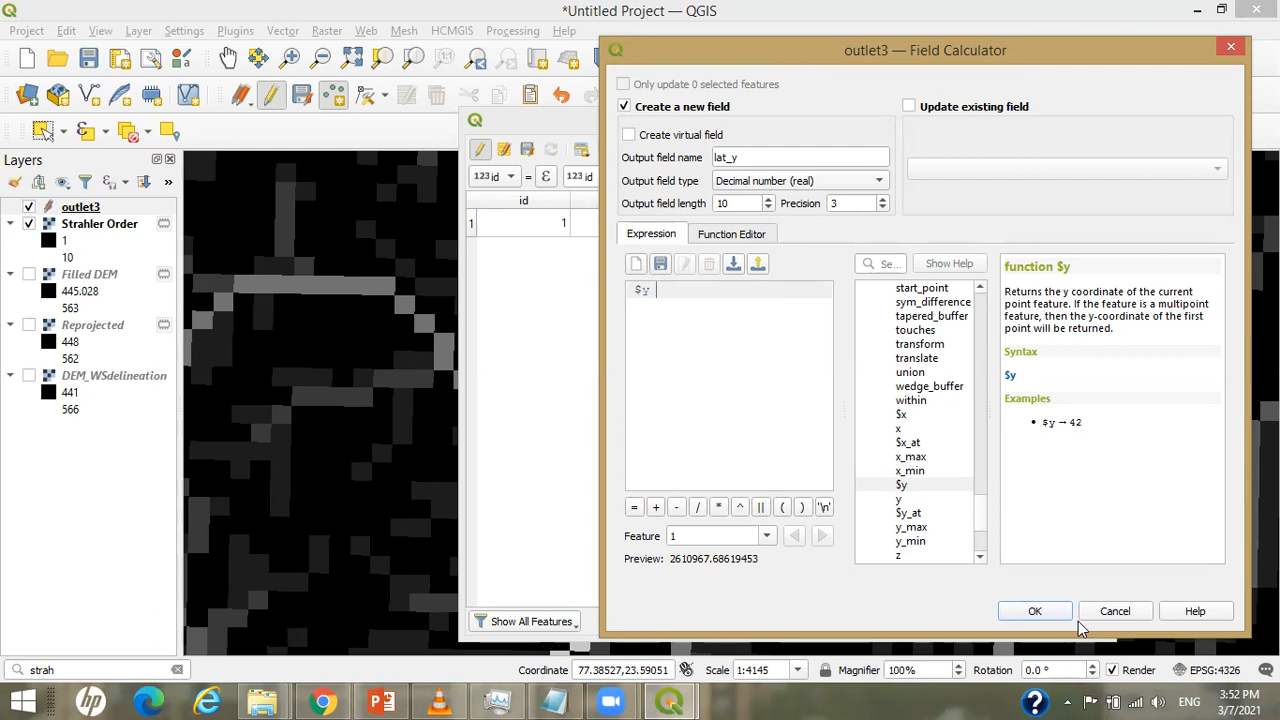 *Untitled Project — QGIS
Project Edit View Layer Settings Plugins Vector Raster Web Mesh HCMGIS Processing Help
outlet3 — Field Calculator
Only update 0 selected features
Create a new field
Update existing field
Create virtual field
Output field name lat_y
Output field type Decimal number (real)
Output field length 10 Precision 3
Expression Function Editor
Se... Show Help
$y
start_point
sym_difference
tapered_buffer
touches
transform
translate
union
wedge_buffer
within
$x
x
$x_at
x_max
x_min
$y
y
$y_at
y_max
y_min
z
function $y
Returns the y coordinate of the current
point feature. If the feature is a multipoint
feature, then the y-coordinate of the first
point will be returned.
Syntax
$y
Examples
$y → 42
= + - / * ^ || ( ) '\n'
Feature 1
Preview: 2610967.68619453
OK Cancel Help
Layers
outlet3
Strahler Order
1
10
Filled DEM
445.028
563
Reprojected
448
562
DEM_WSdelineation
441
566
123 id = ε 123 id
id
1 1
Show All Features
strah
Coordinate 77.38527,23.59051 Scale 1:4145 Magnifier 100% Rotation 0.0 ° Render EPSG:4326
ENG 3:52 PM
3/7/2021